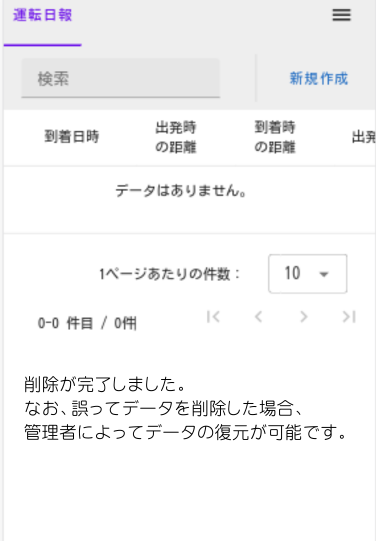 運転日報
検索
新規作成
到着日時
出発時
の距離
到着時
の距離
出発
データはありません。
1ページあたりの件数：
10
0-0 件目 / 0件
削除が完了しました。
なお、誤ってデータを削除した場合、
管理者によってデータの復元が可能です。